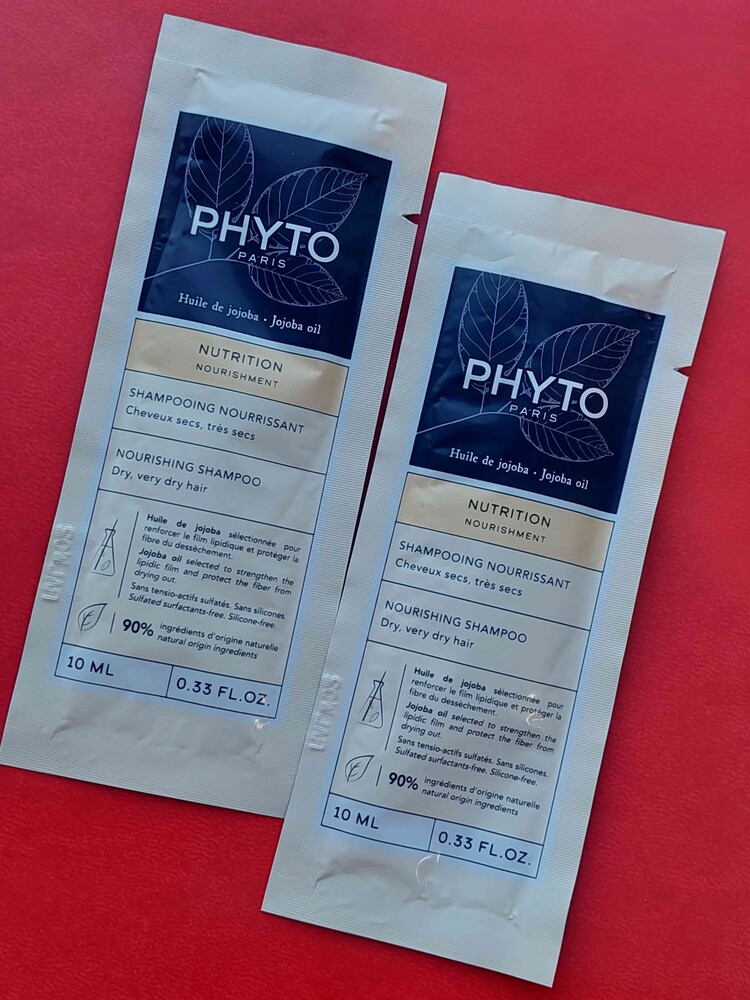 PHYTO
PARIS
Huile de jojoba • Jojoba oil
NUTRITION
NOURISHMENT
SHAMPOOING NOURRISSANT
Cheveux secs, très secs
NOURISHING SHAMPOO
Dry, very dry hair
Huile de jojoba sélectionnée pour
renforcer le film lipidique et protéger la
fibre du dessèchement.
Jojoba oil selected to strengthen the
lipidic film and protect the fiber from
drying out.
Sans tensio-actifs sulfatés. Sans silicones.
Sulfated surfactants-free. Silicone-free.
90% ingrédients d'origine naturelle
natural origin ingredients
10 ML
0.33 FL.OZ.
PHYTO
PARIS
Huile de jojoba • Jojoba oil
NUTRITION
NOURISHMENT
SHAMPOOING NOURRISSANT
Cheveux secs, très secs
NOURISHING SHAMPOO
Dry, very dry hair
Huile de jojoba sélectionnée pour
renforcer le film lipidique et protéger la
fibre du dessèchement.
Jojoba oil selected to strengthen the
lipidic film and protect the fiber from
drying out.
Sans tensio-actifs sulfatés. Sans silicones.
Sulfated surfactants-free. Silicone-free.
90% ingrédients d'origine naturelle
natural origin ingredients
10 ML
0.33 FL.OZ.